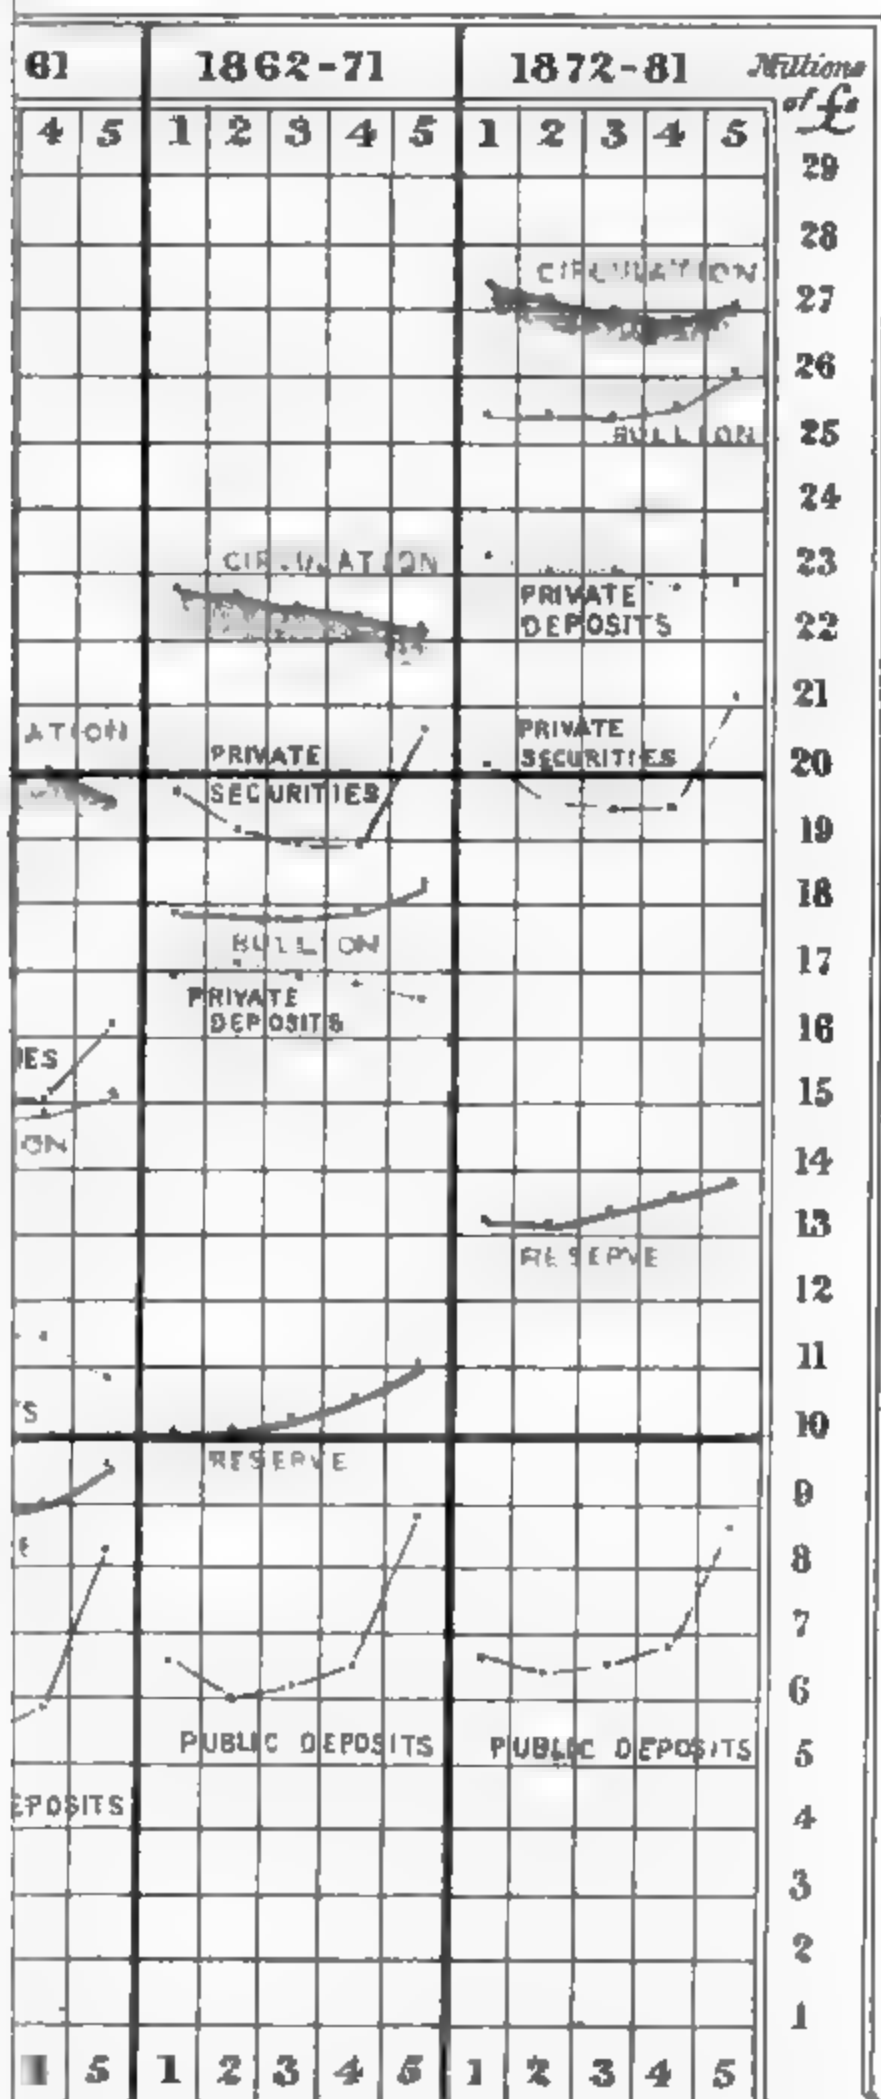 61 1862-71 1872-81 Millions
of £s
4 5 1 2 3 4 5 1 2 3 4 5
29
28
CIRCULATION
27
26
BULLION
25
24
CIRCULATION
23
PRIVATE
DEPOSITS
22
21
ATION
PRIVATE
SECURITIES
PRIVATE
SECURITIES
20
19
18
BULLION
17
PRIVATE
DEPOSITS
16
IES
15
ON
14
13
RESERVE
12
11
S
10
RESERVE
9
E
8
7
6
PUBLIC DEPOSITS PUBLIC DEPOSITS
5
EPOSITS
4
3
2
1
5 1 2 3 4 5 1 2 3 4 5